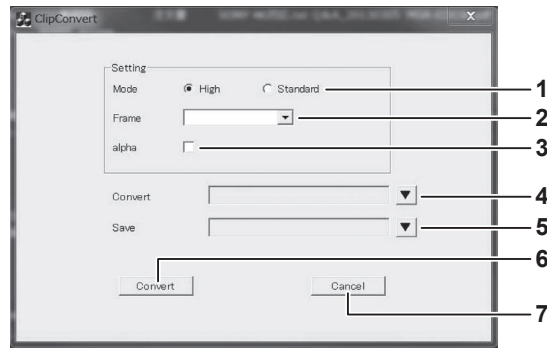 ClipConvert
X
Setting
Mode High Standard 1
Frame 2
alpha 3
Convert 4
Save 5
6
Convert Cancel
7